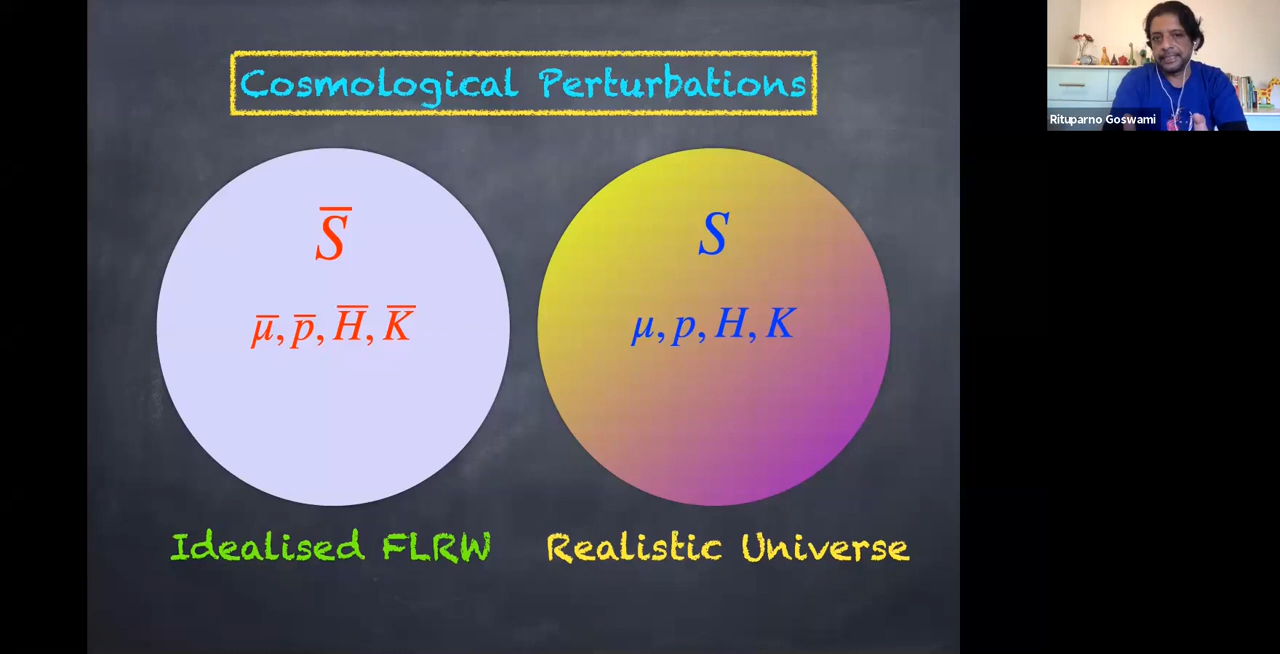 Cosmological Perturbations
Rituparno Goswami
S̅
S
μ̅, p̅, H̅, K̅
μ, p, H, K
Idealised FLRW
Realistic Universe